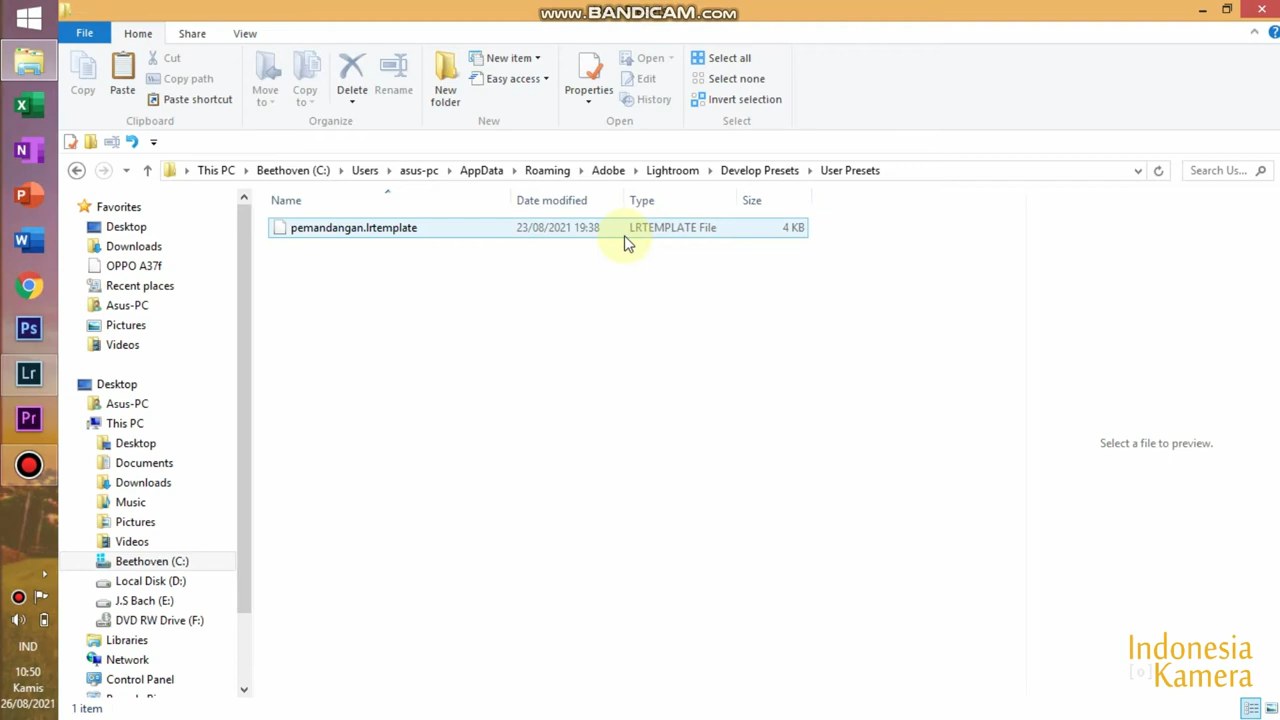 www.BANDICAM.com
File Home Share View
Copy
Paste
Cut
Copy path
Paste shortcut
Clipboard
Move to
Copy to
Delete
Rename
Organize
New folder
New item
Easy access
New
Properties
Open
Edit
History
Open
Select all
Select none
Invert selection
Select
This PC Beethoven (C:) Users asus-pc AppData Roaming Adobe Lightroom Develop Presets User Presets
Search Us...
Name Date modified Type Size
pemandangan.lrtemplate 23/08/2021 19:38 LRTEMPLATE File 4 KB
Favorites
Desktop
Downloads
OPPO A37f
Recent places
Asus-PC
Pictures
Videos
Desktop
Asus-PC
This PC
Desktop
Documents
Downloads
Music
Pictures
Videos
Beethoven (C:)
Local Disk (D:)
J.S Bach (E:)
DVD RW Drive (F:)
Libraries
Network
Control Panel
Select a file to preview.
1 item
X
N
P
W
Ps
Lr
Pr
IND
10:50
Kamis
26/08/2021
Indonesia
Kamera